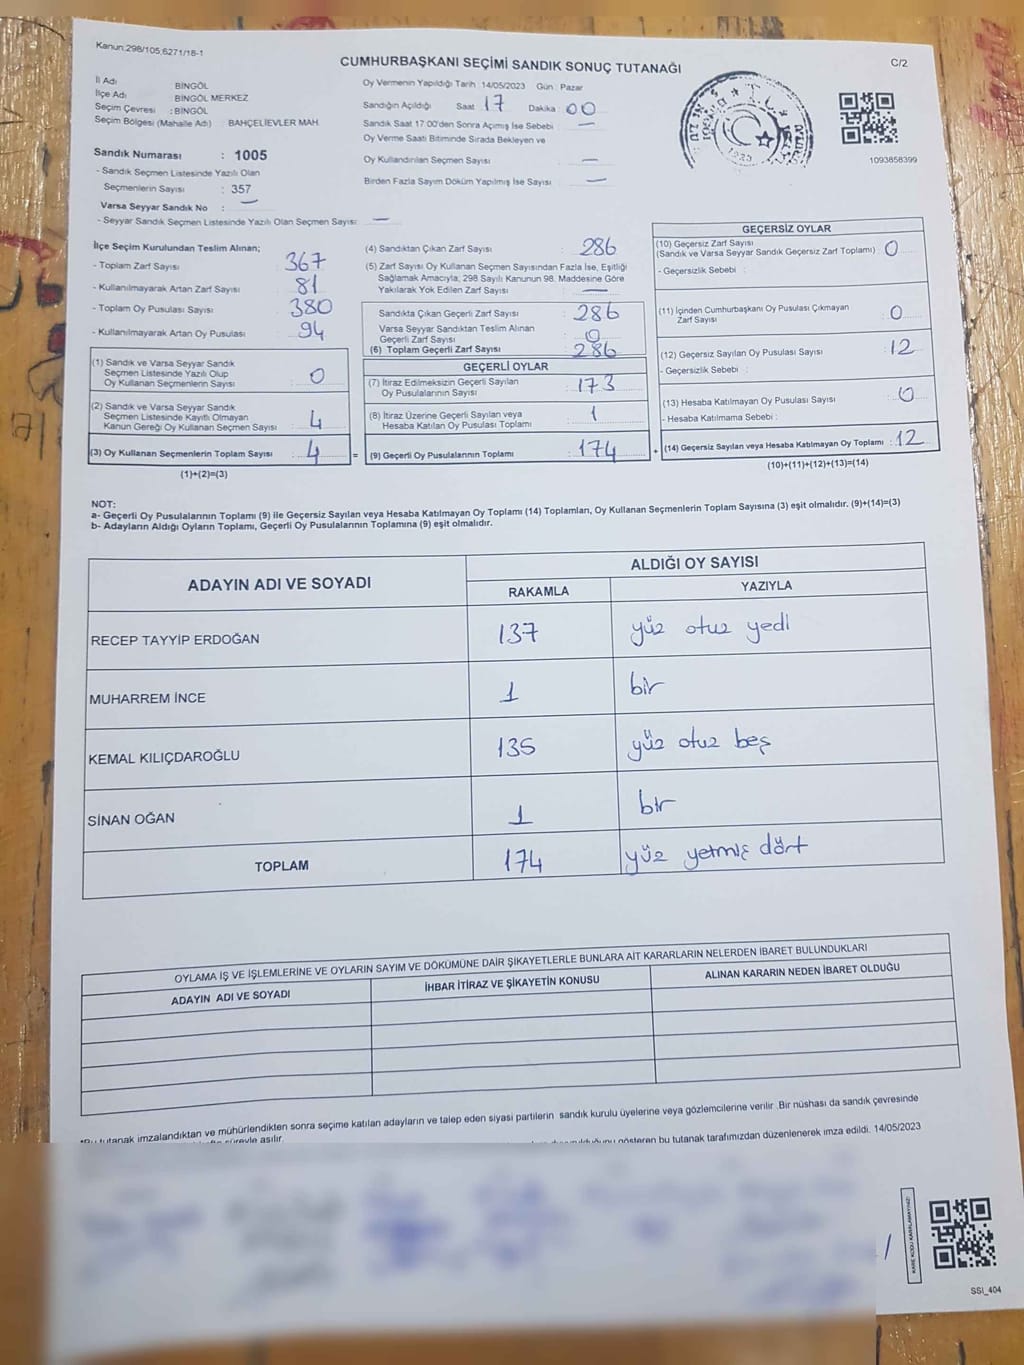 Kanun:298/105;6271/18-1
CUMHURBAŞKANI SEÇİMİ SANDIK SONUÇ TUTANAĞI
C/2
İl Adı : BİNGÖL
İlçe Adı : BİNGÖL MERKEZ
Seçim Çevresi : BİNGÖL
Seçim Bölgesi (Mahalle Adı) : BAHÇELİEVLER MAH.
Sandık Numarası : 1005
- Sandık Seçmen Listesinde Yazılı Olan
Seçmenlerin Sayısı : 357
Varsa Seyyar Sandık No : —
- Seyyar Sandık Seçmen Listesinde Yazılı Olan Seçmen Sayısı: —
Oy Vermenin Yapıldığı Tarih :14/05/2023 Gün : Pazar
Sandığın Açıldığı Saat 17 Dakika 00
Sandık Saat 17:00'den Sonra Açımış İse Sebebi : —
Oy Verme Saati Bitiminde Sırada Bekleyen ve
Oy Kullandırılan Seçmen Sayısı : —
Birden Fazla Sayım Döküm Yapılmış İse Sayısı : —
1923
1093858399
İlçe Seçim Kurulundan Teslim Alınan;
- Toplam Zarf Sayısı : 367
- Kullanılmayarak Artan Zarf Sayısı : 81
- Toplam Oy Pusulası Sayısı : 380
- Kullanılmayarak Artan Oy Pusulası : 94
(1) Sandık ve Varsa Seyyar Sandık
Seçmen Listesinde Yazılı Olup
Oy Kullanan Seçmenlerin Sayısı : 0
(2) Sandık ve Varsa Seyyar Sandık
Seçmen Listesinde Kayıtlı Olmayan
Kanun Gereği Oy Kullanan Seçmen Sayısı : 4
(3) Oy Kullanan Seçmenlerin Toplam Sayısı : 4
(1)+(2)=(3)
(4) Sandıktan Çıkan Zarf Sayısı : 286
(5) Zarf Sayısı Oy Kullanan Seçmen Sayısından Fazla İse, Eşitliği
Sağlamak Amacıyla; 298 Sayılı Kanunun 98. Maddesine Göre
Yakılarak Yok Edilen Zarf Sayısı : —
Sandıkta Çıkan Geçerli Zarf Sayısı : 286
Varsa Seyyar Sandıktan Teslim Alınan
Geçerli Zarf Sayısı : 0
(6) Toplam Geçerli Zarf Sayısı : 286
GEÇERLİ OYLAR
(7) İtiraz Edilmeksizin Geçerli Sayılan
Oy Pusulalarının Sayısı : 173
(8) İtiraz Üzerine Geçerli Sayılan veya
Hesaba Katılan Oy Pusulası Toplamı : 1
= (9) Geçerli Oy Pusulalarının Toplamı : 174 +
GEÇERSİZ OYLAR
(10) Geçersiz Zarf Sayısı
(Sandık ve Varsa Seyyar Sandık Geçersiz Zarf Toplamı) : 0
- Geçersizlik Sebebi :
(11) İçinden Cumhurbaşkanı Oy Pusulası Çıkmayan
Zarf Sayısı : 0
(12) Geçersiz Sayılan Oy Pusulası Sayısı : 12
- Geçersizlik Sebebi :
(13) Hesaba Katılmayan Oy Pusulası Sayısı : 0
- Hesaba Katılmama Sebebi :
(14) Geçersiz Sayılan veya Hesaba Katılmayan Oy Toplamı : 12
(10)+(11)+(12)+(13)=(14)
NOT:
a- Geçerli Oy Pusulalarının Toplamı (9) ile Geçersiz Sayılan veya Hesaba Katılmayan Oy Toplamı (14) Toplamları, Oy Kullanan Seçmenlerin Toplam Sayısına (3) eşit olmalıdır. (9)+(14)=(3)
b- Adayların Aldığı Oyların Toplamı, Geçerli Oy Pusulalarının Toplamına (9) eşit olmalıdır.
ADAYIN ADI VE SOYADI ALDIĞI OY SAYISI
RAKAMLA YAZIYLA
RECEP TAYYİP ERDOĞAN 137 yüz otuz yedi
MUHARREM İNCE 1 bir
KEMAL KILIÇDAROĞLU 135 yüz otuz beş
SİNAN OĞAN 1 bir
TOPLAM 174 yüz yetmiş dört
OYLAMA İŞ VE İŞLEMLERİNE VE OYLARIN SAYIM VE DÖKÜMÜNE DAİR ŞİKAYETLERLE BUNLARA AİT KARARLARIN NELERDEN İBARET BULUNDUKLARI
ADAYIN ADI VE SOYADI İHBAR İTİRAZ VE ŞİKAYETİN KONUSU ALINAN KARARIN NEDEN İBARET OLDUĞU
*Bu tutanak imzalandıktan ve mühürlendikten sonra seçime katılan adayların ve talep eden siyasi partilerin sandık kurulu üyelerine veya gözlemcilerine verilir. Bir nüshası da sandık çevresinde
süreyle asılır.
gösteren bu tutanak tarafımızdan düzenlenerek imza edildi. 14/05/2023
KARE KODU KARALAMAYINIZ!
SSI_404